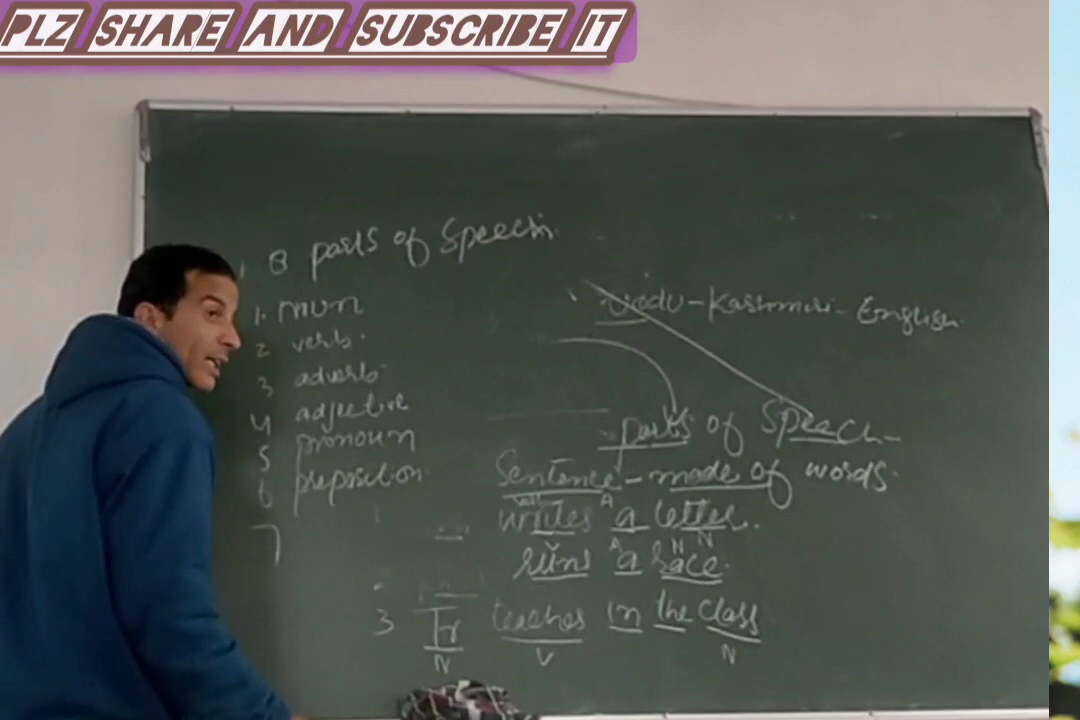 PLZ SHARE AND SUBSCRIBE IT
8 parts of Speech
1. noun
2 verb.
3 adverb
4 adjective
5 pronoun
6 preposition
7
Urdu - Kashmiri - English
parts of Speech
Sentence - made of words.
writes a letter.
A N
runs a race.
V A N
3 Tr teaches in the class
N V N